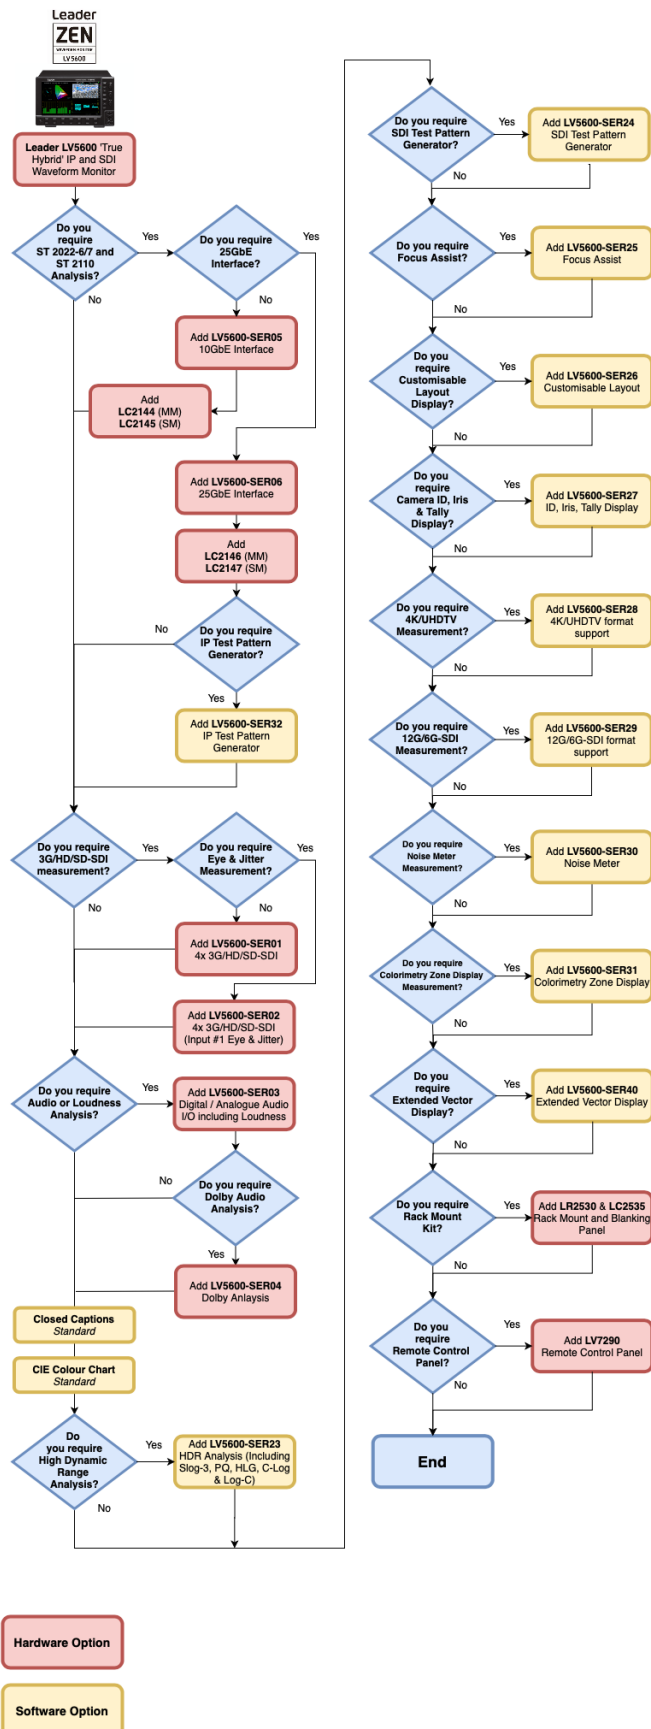 Leader
ZEN
WAVEFORM MONITOR
LV5600
Leader LV5600 'True
Hybrid' IP and SDI
Waveform Monitor
Do you
require
ST 2022-6/7 and
ST 2110
Analysis?
Yes
No
Do you require
25GbE
Interface?
Yes
No
Add LV5600-SER05
10GbE Interface
Add
LC2144 (MM)
LC2145 (SM)
Add LV5600-SER06
25GbE Interface
Add
LC2146 (MM)
LC2147 (SM)
Do you require
IP Test Pattern
Generator?
No
Yes
Add LV5600-SER32
IP Test Pattern
Generator
Do you require
3G/HD/SD-SDI
measurement?
Yes
No
Do you require
Eye & Jitter
Measurement?
Yes
No
Add LV5600-SER01
4x 3G/HD/SD-SDI
Add LV5600-SER02
4x 3G/HD/SD-SDI
(Input #1 Eye & Jitter)
Do you require
Audio or Loudness
Analysis?
Yes
Add LV5600-SER03
Digital / Analogue Audio
I/O including Loudness
Do you require
Dolby Audio
Analysis?
No
Yes
Add LV5600-SER04
Dolby Anlaysis
Closed Captions
Standard
CIE Colour Chart
Standard
Do
you require
High Dynamic
Range
Analysis?
Yes
No
Add LV5600-SER23
HDR Analysis (Including
Slog-3, PQ, HLG, C-Log
& Log-C)
Do you require
SDI Test Pattern
Generator?
Yes
No
Add LV5600-SER24
SDI Test Pattern
Generator
Do you require
Focus Assist?
Yes
No
Add LV5600-SER25
Focus Assist
Do you
require
Customisable
Layout
Display?
Yes
No
Add LV5600-SER26
Customisable Layout
Do you
require
Camera ID, Iris
& Tally
Display?
Yes
No
Add LV5600-SER27
ID, Iris, Tally Display
Do you require
4K/UHDTV
Measurement?
Yes
No
Add LV5600-SER28
4K/UHDTV format
support
Do you require
12G/6G-SDI
Measurement?
Yes
No
Add LV5600-SER29
12G/6G-SDI format
support
Do you require
Noise Meter
Measurement?
Yes
No
Add LV5600-SER30
Noise Meter
Do you require
Colorimetry Zone Display
Measurement?
Yes
No
Add LV5600-SER31
Colorimetry Zone Display
Do you
require
Extended Vector
Display?
Yes
No
Add LV5600-SER40
Extended Vector Display
Do you require
Rack Mount
Kit?
Yes
No
Add LR2530 & LC2535
Rack Mount and Blanking
Panel
Do you
require
Remote Control
Panel?
Yes
No
Add LV7290
Remote Control Panel
End
Hardware Option
Software Option